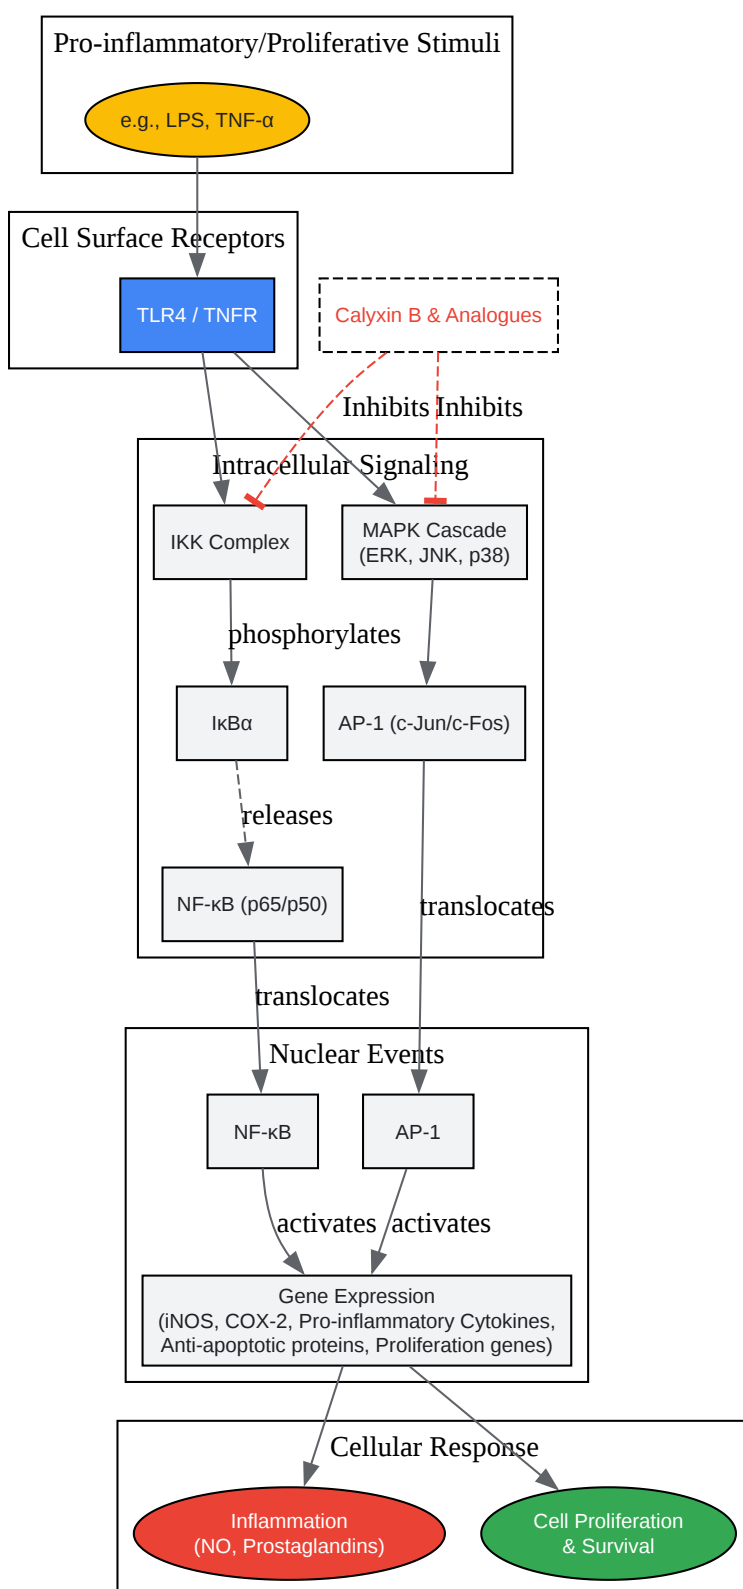 Pro-inflammatory/Proliferative Stimuli
e.g., LPS, TNF-α
Cell Surface Receptors
TLR4 / TNFR
Calyxin B & Analogues
Inhibits
Inhibits
Intracellular Signaling
IKK Complex
MAPK Cascade
(ERK, JNK, p38)
phosphorylates
IκBα
AP-1 (c-Jun/c-Fos)
releases
NF-κB (p65/p50)
translocates
translocates
Nuclear Events
NF-κB
AP-1
activates
activates
Gene Expression
(iNOS, COX-2, Pro-inflammatory Cytokines,
Anti-apoptotic proteins, Proliferation genes)
Cellular Response
Inflammation
(NO, Prostaglandins)
Cell Proliferation
& Survival